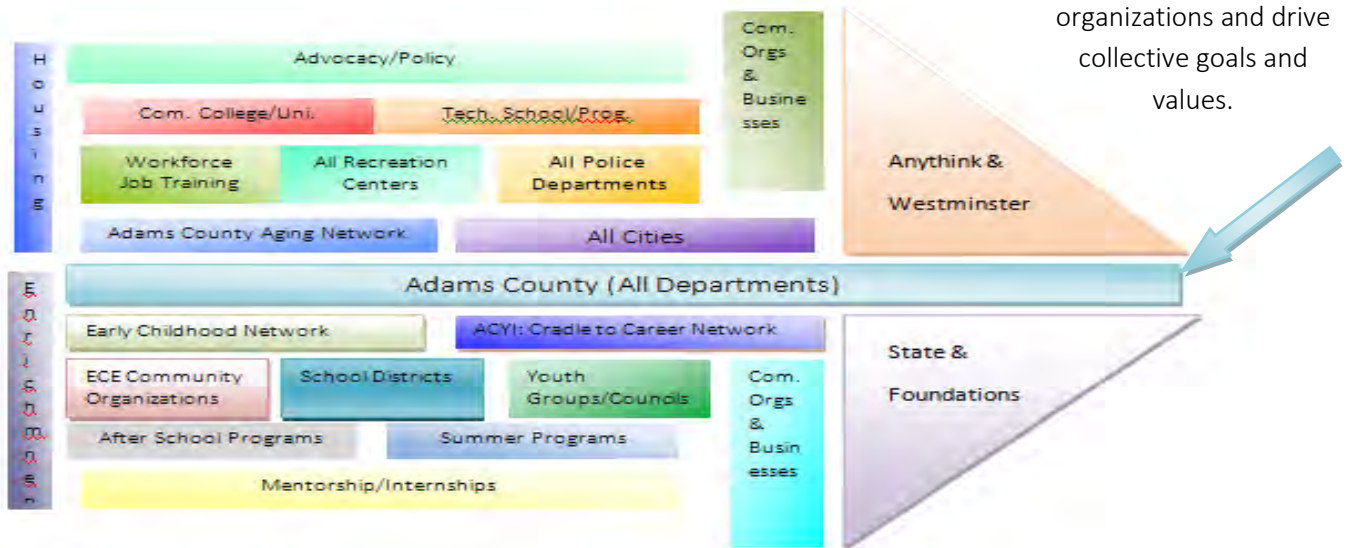 organizations and drive
collective goals and
values.
Housing
Advocacy/Policy
Com.
Orgs
&
Busine
sses
Com. College/Uni.
Tech. School/Prog.
Workforce
Job Training
All Recreation
Centers
All Police
Departments
Adams County Aging Network
All Cities
Anythink &
Westminster
Adams County (All Departments)
Enrichmnen
Early Childhood Network
ACYI: Cradle to Career Network
ECE Community
Organizations
School Districts
Youth
Groups/Councils
Com.
Orgs
&
Busin
esses
After School Programs
Summer Programs
Mentorship/Internships
State &
Foundations